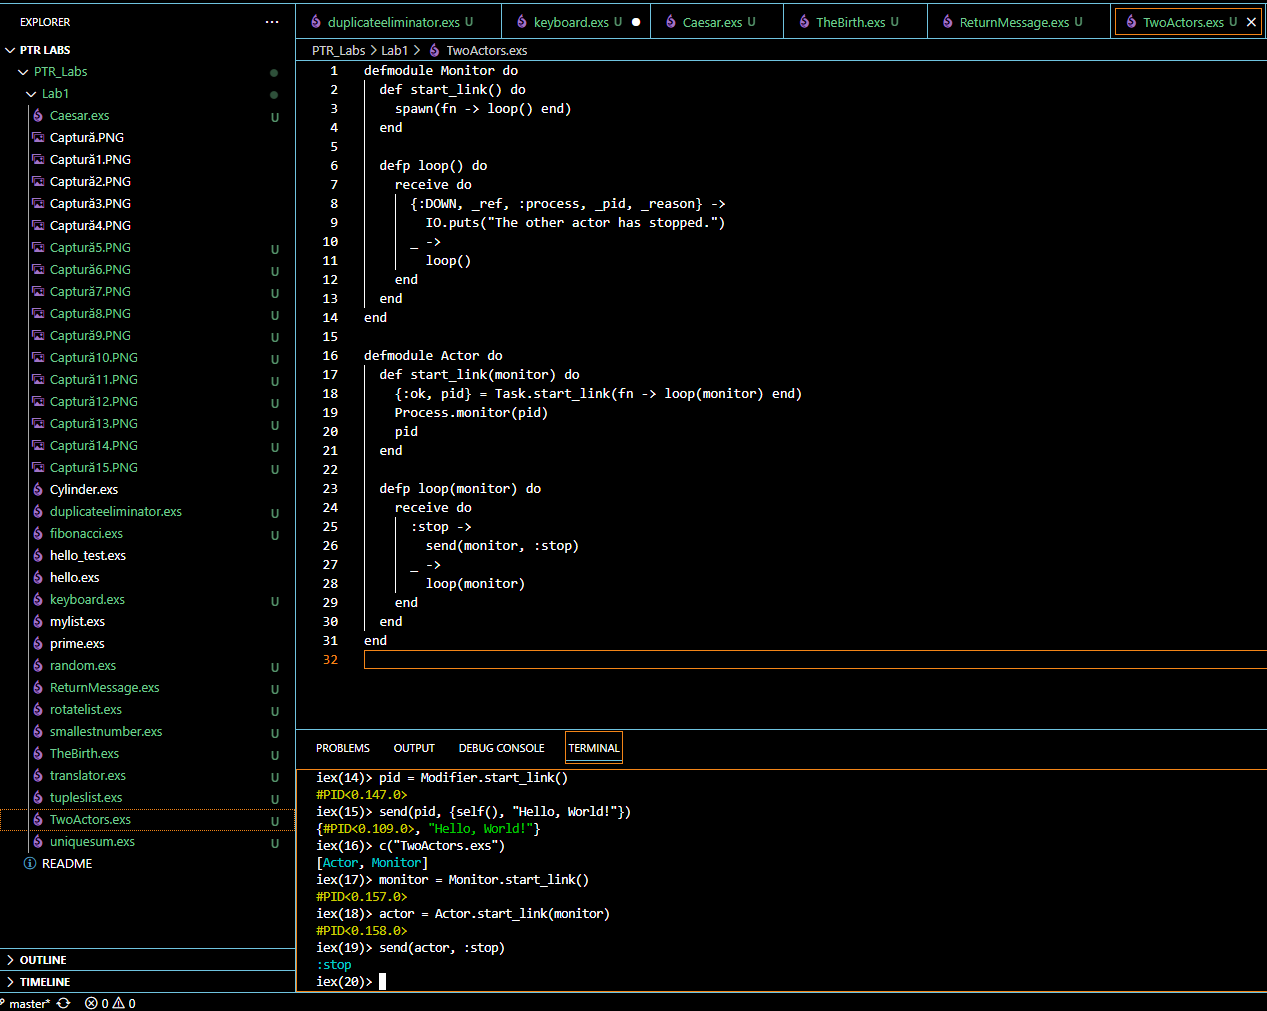 EXPLORER
PTR LABS
PTR_Labs
Lab1
Caesar.exs U
Captură.PNG
Captură1.PNG
Captură2.PNG
Captură3.PNG
Captură4.PNG
Captură5.PNG U
Captură6.PNG U
Captură7.PNG U
Captură8.PNG U
Captură9.PNG U
Captură10.PNG U
Captură11.PNG U
Captură12.PNG U
Captură13.PNG U
Captură14.PNG U
Captură15.PNG U
Cylinder.exs
duplicateeliminator.exs U
fibonacci.exs U
hello_test.exs
hello.exs
keyboard.exs U
mylist.exs
prime.exs
random.exs U
ReturnMessage.exs U
rotatelist.exs U
smallestnumber.exs U
TheBirth.exs U
translator.exs U
tupleslist.exs U
TwoActors.exs U
uniquesum.exs U
README
OUTLINE
TIMELINE
duplicateeliminator.exs U keyboard.exs U Caesar.exs U TheBirth.exs U ReturnMessage.exs U TwoActors.exs U
PTR_Labs > Lab1 > TwoActors.exs
1 defmodule Monitor do
2 def start_link() do
3 spawn(fn -> loop() end)
4 end
5
6 defp loop() do
7 receive do
8 {:DOWN, _ref, :process, _pid, _reason} ->
9 IO.puts("The other actor has stopped.")
10 _ ->
11 loop()
12 end
13 end
14 end
15
16 defmodule Actor do
17 def start_link(monitor) do
18 {:ok, pid} = Task.start_link(fn -> loop(monitor) end)
19 Process.monitor(pid)
20 pid
21 end
22
23 defp loop(monitor) do
24 receive do
25 :stop ->
26 send(monitor, :stop)
27 _ ->
28 loop(monitor)
29 end
30 end
31 end
32
PROBLEMS OUTPUT DEBUG CONSOLE TERMINAL
iex(14)> pid = Modifier.start_link()
#PID<0.147.0>
iex(15)> send(pid, {self(), "Hello, World!"})
{#PID<0.109.0>, "Hello, World!"}
iex(16)> c("TwoActors.exs")
[Actor, Monitor]
iex(17)> monitor = Monitor.start_link()
#PID<0.157.0>
iex(18)> actor = Actor.start_link(monitor)
#PID<0.158.0>
iex(19)> send(actor, :stop)
:stop
iex(20)>
master* 0 0